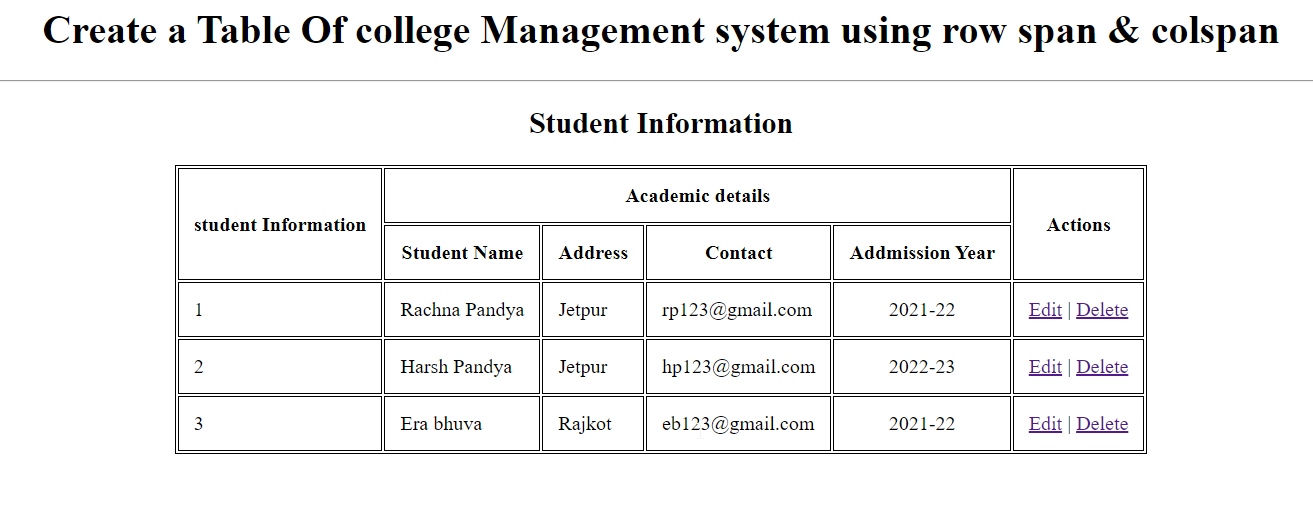 Create a Table Of college Management system using row span & colspan
Student Information
student Information Academic details Actions
Student Name Address Contact Addmission Year
1 Rachna Pandya Jetpur rp123@gmail.com 2021-22 Edit | Delete
2 Harsh Pandya Jetpur hp123@gmail.com 2022-23 Edit | Delete
3 Era bhuva Rajkot eb123@gmail.com 2021-22 Edit | Delete